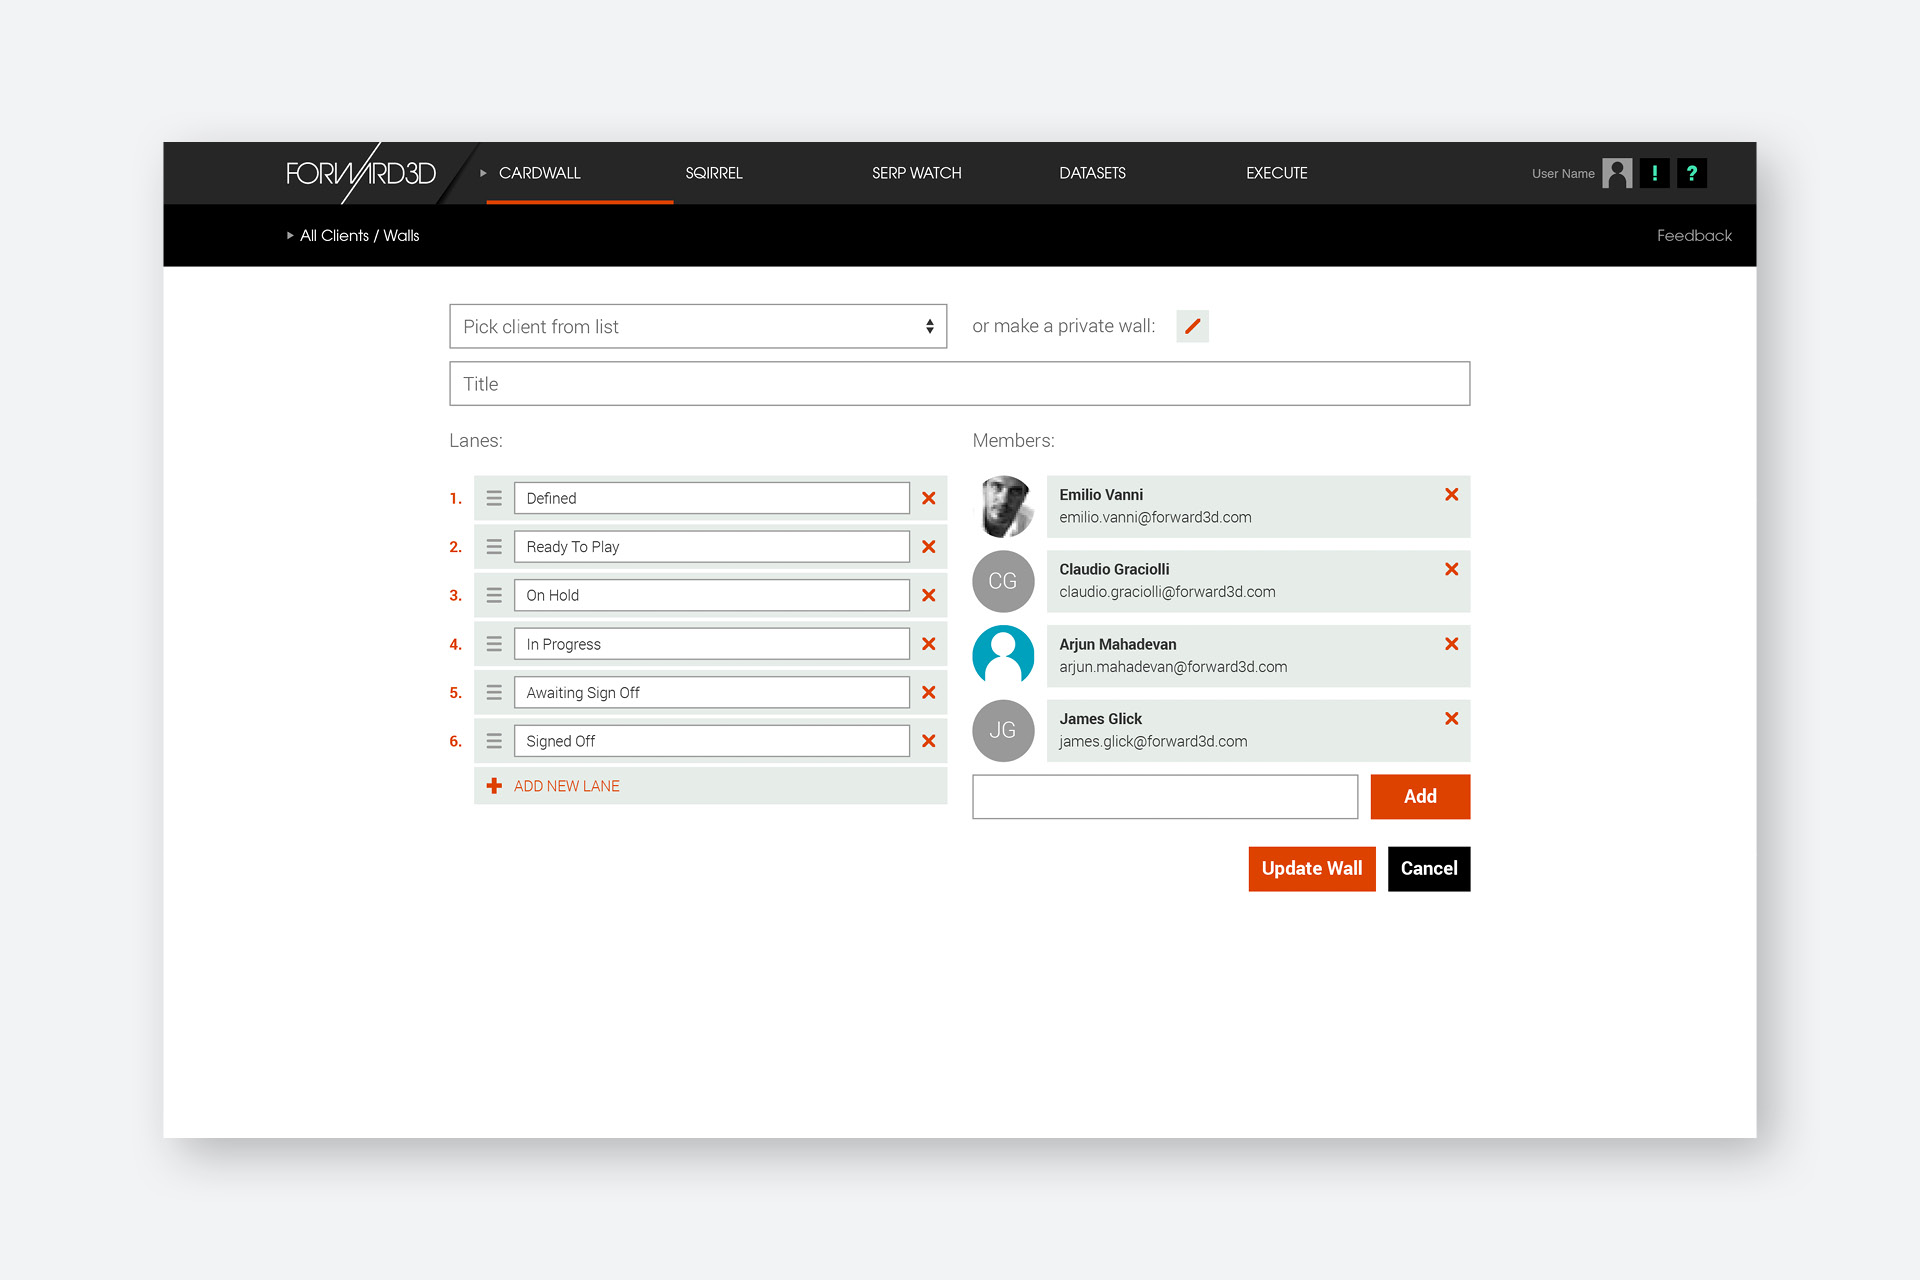 FORWARD3D
CARDWALL
SQIRREL
SERP WATCH
DATASETS
EXECUTE
User Name
!
?
All Clients / Walls
Feedback
Pick client from list
or make a private wall:
Title
Lanes:
1. Defined
2. Ready To Play
3. On Hold
4. In Progress
5. Awaiting Sign Off
6. Signed Off
ADD NEW LANE
Members:
Emilio Vanni
emilio.vanni@forward3d.com
CG
Claudio Graciolli
claudio.graciolli@forward3d.com
Arjun Mahadevan
arjun.mahadevan@forward3d.com
JG
James Glick
james.glick@forward3d.com
Add
Update Wall
Cancel